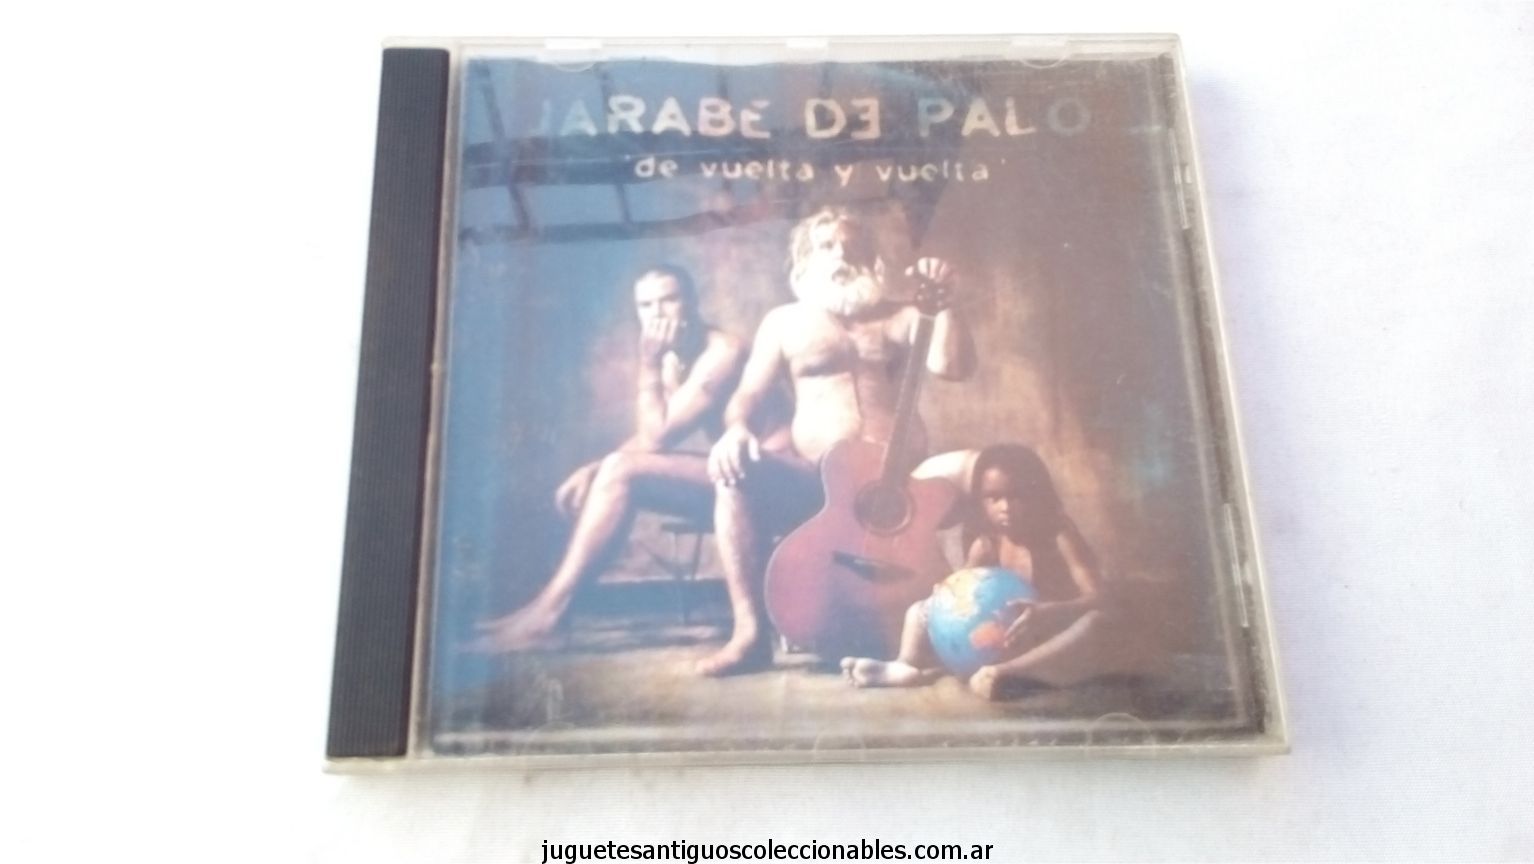 JARABE DE PALO
'de vuelta y vuelta'
juguetesantiguoscoleccionables.com.ar